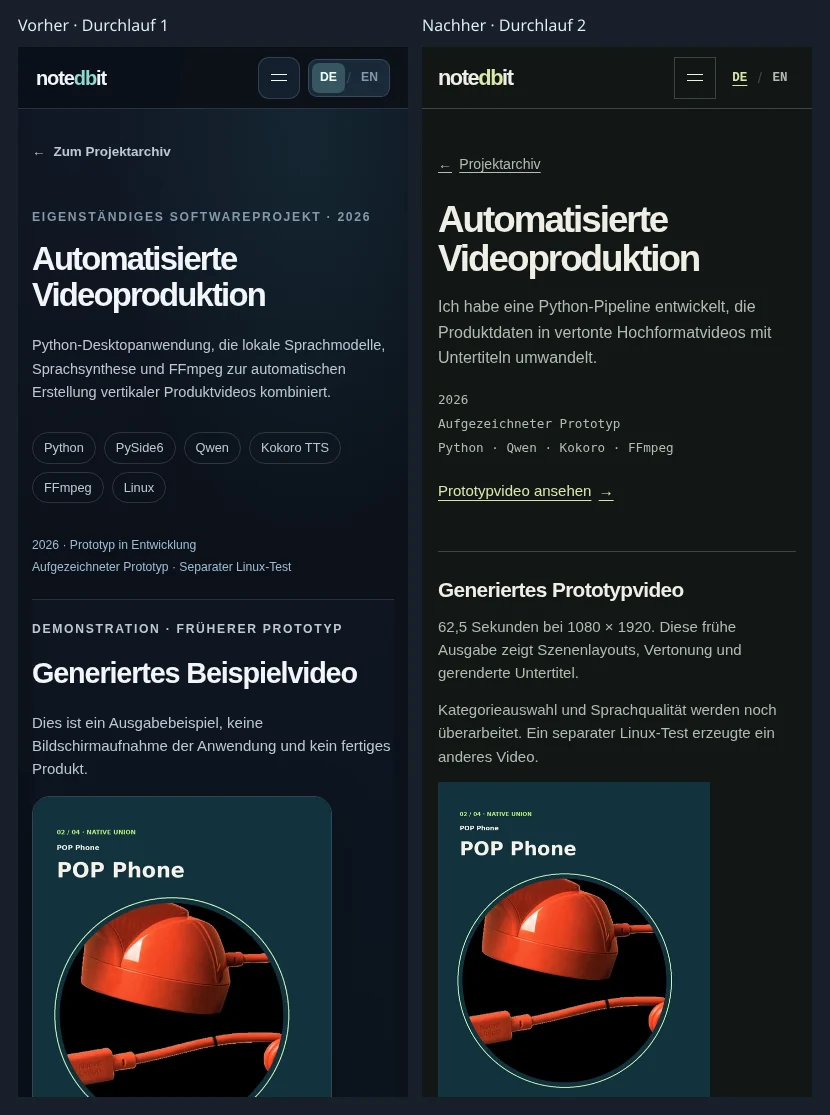 Vorher · Durchlauf 1
notedbit
DE / EN
← Zum Projektarchiv
EIGENSTÄNDIGES SOFTWAREPROJEKT · 2026
Automatisierte
Videoproduktion
Python-Desktopanwendung, die lokale Sprachmodelle,
Sprachsynthese und FFmpeg zur automatischen
Erstellung vertikaler Produktvideos kombiniert.
Python
PySide6
Qwen
Kokoro TTS
FFmpeg
Linux
2026 · Prototyp in Entwicklung
Aufgezeichneter Prototyp · Separater Linux-Test
DEMONSTRATION · FRÜHERER PROTOTYP
Generiertes Beispielvideo
Dies ist ein Ausgabebeispiel, keine
Bildschirmaufnahme der Anwendung und kein fertiges
Produkt.
02 / 04 · NATIVE UNION
POP Phone
POP Phone
Nachher · Durchlauf 2
notedbit
DE / EN
← Projektarchiv
Automatisierte
Videoproduktion
Ich habe eine Python-Pipeline entwickelt, die
Produktdaten in vertonte Hochformatvideos mit
Untertiteln umwandelt.
2026
Aufgezeichneter Prototyp
Python · Qwen · Kokoro · FFmpeg
Prototypvideo ansehen →
Generiertes Prototypvideo
62,5 Sekunden bei 1080 × 1920. Diese frühe
Ausgabe zeigt Szenenlayouts, Vertonung und
gerenderte Untertitel.
Kategorieauswahl und Sprachqualität werden noch
überarbeitet. Ein separater Linux-Test erzeugte ein
anderes Video.
02 / 04 · NATIVE UNION
POP Phone
POP Phone